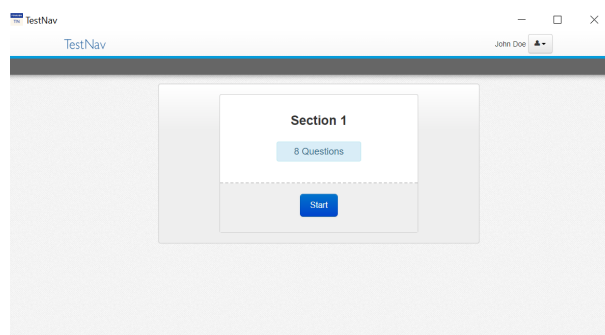 TestNav
TestNav
John Doe
Section 1
8 Questions
Start